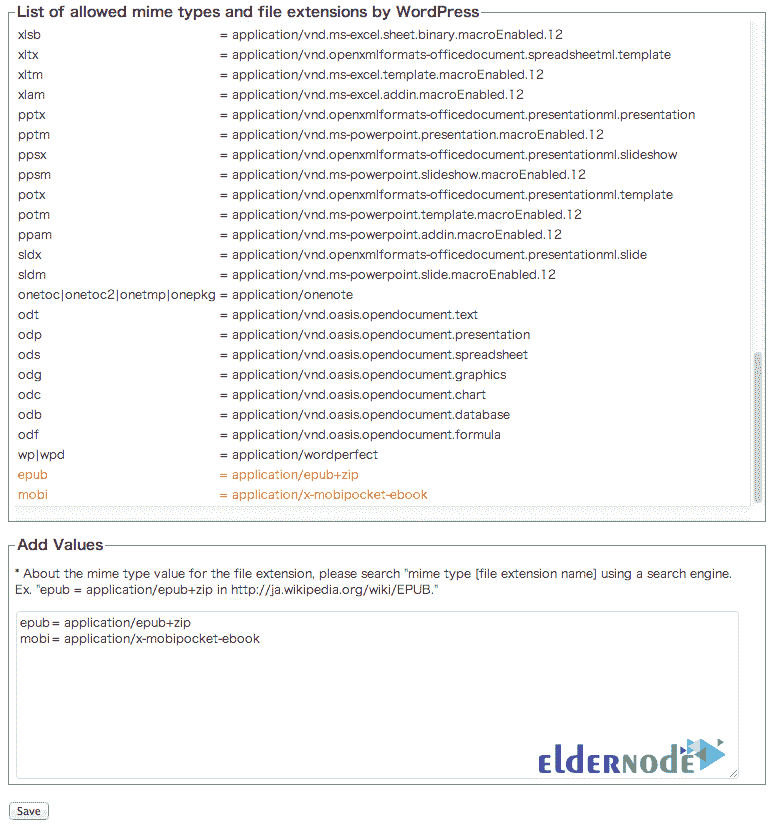 List of allowed mime types and file extensions by WordPress
xlsb = application/vnd.ms-excel.sheet.binary.macroEnabled.12
xltx = application/vnd.openxmlformats-officedocument.spreadsheetml.template
xltm = application/vnd.ms-excel.template.macroEnabled.12
xlam = application/vnd.ms-excel.addin.macroEnabled.12
pptx = application/vnd.openxmlformats-officedocument.presentationml.presentation
pptm = application/vnd.ms-powerpoint.presentation.macroEnabled.12
ppsx = application/vnd.openxmlformats-officedocument.presentationml.slideshow
ppsm = application/vnd.ms-powerpoint.slideshow.macroEnabled.12
potx = application/vnd.openxmlformats-officedocument.presentationml.template
potm = application/vnd.ms-powerpoint.template.macroEnabled.12
ppam = application/vnd.ms-powerpoint.addin.macroEnabled.12
sldx = application/vnd.openxmlformats-officedocument.presentationml.slide
sldm = application/vnd.ms-powerpoint.slide.macroEnabled.12
onetoc|onetoc2|onetmp|onepkg = application/onenote
odt = application/vnd.oasis.opendocument.text
odp = application/vnd.oasis.opendocument.presentation
ods = application/vnd.oasis.opendocument.spreadsheet
odg = application/vnd.oasis.opendocument.graphics
odc = application/vnd.oasis.opendocument.chart
odb = application/vnd.oasis.opendocument.database
odf = application/vnd.oasis.opendocument.formula
wp|wpd = application/wordperfect
epub = application/epub+zip
mobi = application/x-mobipocket-ebook
Add Values
* About the mime type value for the file extension, please search "mime type [file extension name] using a search engine.
Ex. "epub = application/epub+zip in http://ja.wikipedia.org/wiki/EPUB."
epub= application/epub+zip
mobi= application/x-mobipocket-ebook
eldernode
Save